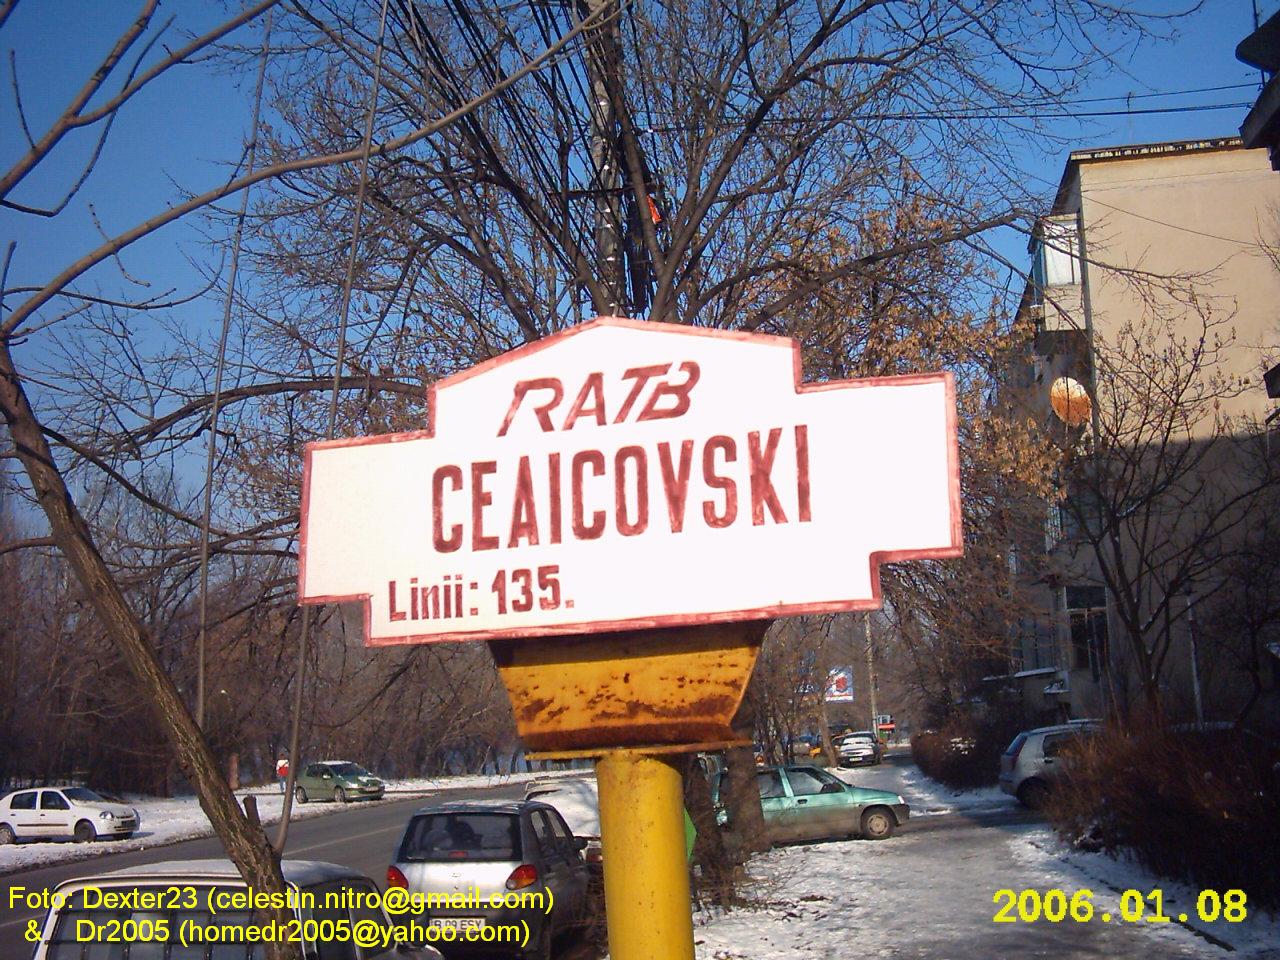 RATB
CEAICOVSKI
Linii: 135.
Foto: Dexter23 (celestin.nitro@gmail.com)
& Dr2005 (homedr2005@yahoo.com)
2006.01.08